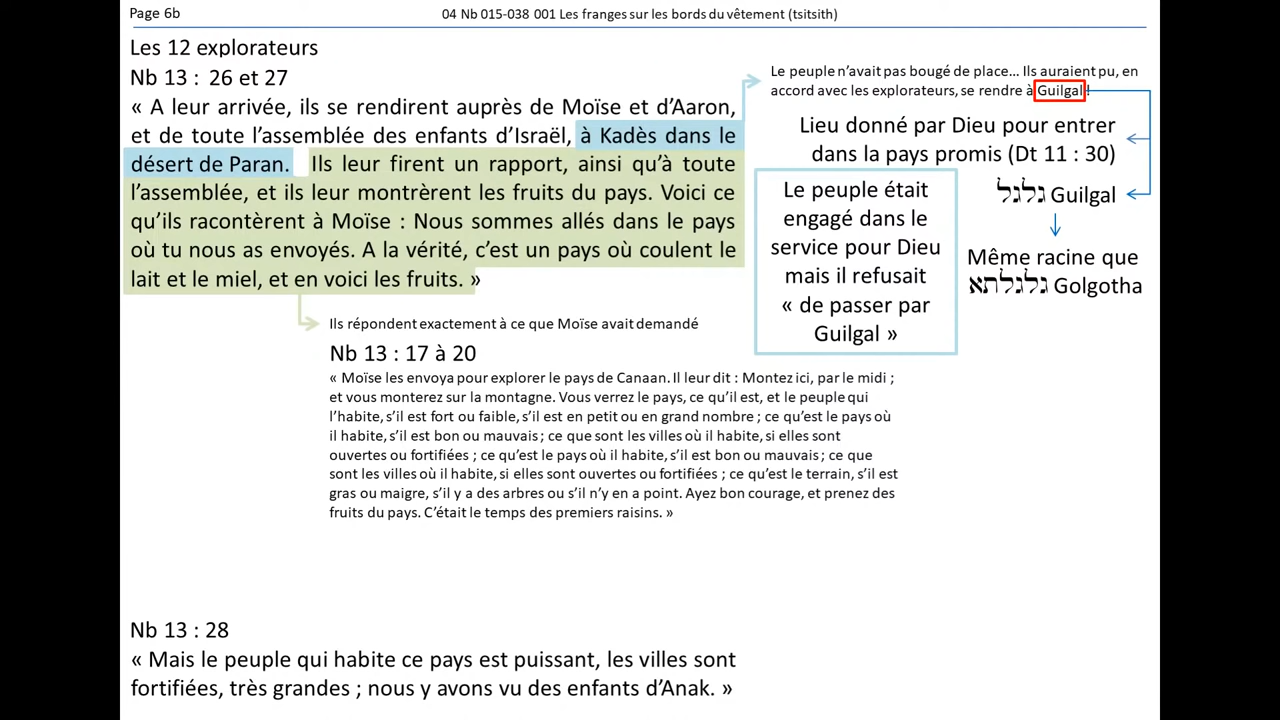 Page 6b
04 Nb 015-038 001 Les franges sur les bords du vêtement (tsitsith)
Les 12 explorateurs
Nb 13 : 26 et 27
« A leur arrivée, ils se rendirent auprès de Moïse et d’Aaron,
et de toute l’assemblée des enfants d’Israël, à Kadès dans le
désert de Paran. Ils leur firent un rapport, ainsi qu’à toute
l’assemblée, et ils leur montrèrent les fruits du pays. Voici ce
qu’ils racontèrent à Moïse : Nous sommes allés dans le pays
où tu nous as envoyés. A la vérité, c’est un pays où coulent le
lait et le miel, et en voici les fruits. »
Le peuple n’avait pas bougé de place... Ils auraient pu, en
accord avec les explorateurs, se rendre à Guilgal !
Lieu donné par Dieu pour entrer
dans la pays promis (Dt 11 : 30)
גלגל Guilgal
Même racine que
גלגלתא Golgotha
Le peuple était
engagé dans le
service pour Dieu
mais il refusait
« de passer par
Guilgal »
Ils répondent exactement à ce que Moïse avait demandé
Nb 13 : 17 à 20
« Moïse les envoya pour explorer le pays de Canaan. Il leur dit : Montez ici, par le midi ;
et vous monterez sur la montagne. Vous verrez le pays, ce qu’il est, et le peuple qui
l’habite, s’il est fort ou faible, s’il est en petit ou en grand nombre ; ce qu’est le pays où
il habite, s’il est bon ou mauvais ; ce que sont les villes où il habite, si elles sont
ouvertes ou fortifiées ; ce qu’est le pays où il habite, s’il est bon ou mauvais ; ce que
sont les villes où il habite, si elles sont ouvertes ou fortifiées ; ce qu’est le terrain, s’il est
gras ou maigre, s’il y a des arbres ou s’il n’y en a point. Ayez bon courage, et prenez des
fruits du pays. C’était le temps des premiers raisins. »
Nb 13 : 28
« Mais le peuple qui habite ce pays est puissant, les villes sont
fortifiées, très grandes ; nous y avons vu des enfants d’Anak. »